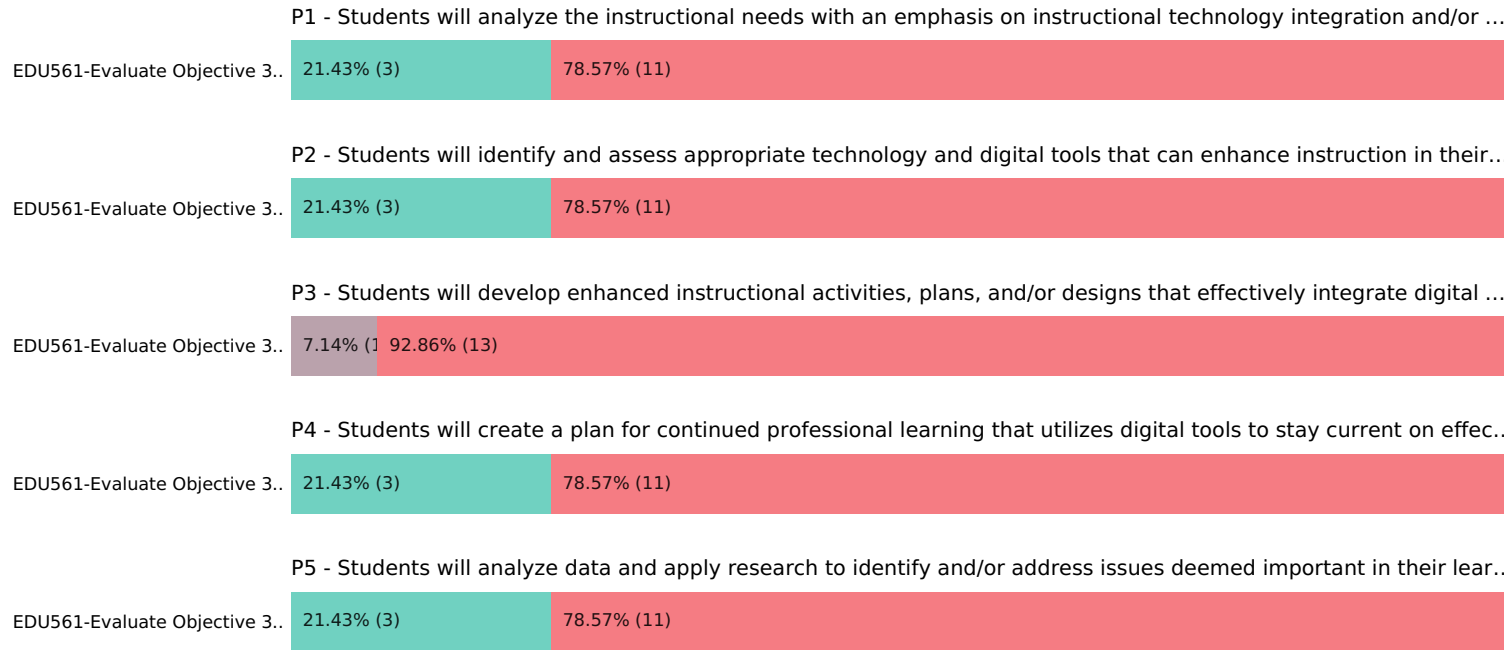 P1 - Students will analyze the instructional needs with an emphasis on instructional technology integration and/or ...
EDU561-Evaluate Objective 3.. 21.43% (3) 78.57% (11)
P2 - Students will identify and assess appropriate technology and digital tools that can enhance instruction in their..
EDU561-Evaluate Objective 3.. 21.43% (3) 78.57% (11)
P3 - Students will develop enhanced instructional activities, plans, and/or designs that effectively integrate digital ...
EDU561-Evaluate Objective 3.. 7.14% (1 92.86% (13)
P4 - Students will create a plan for continued professional learning that utilizes digital tools to stay current on effec..
EDU561-Evaluate Objective 3.. 21.43% (3) 78.57% (11)
P5 - Students will analyze data and apply research to identify and/or address issues deemed important in their lear..
EDU561-Evaluate Objective 3.. 21.43% (3) 78.57% (11)